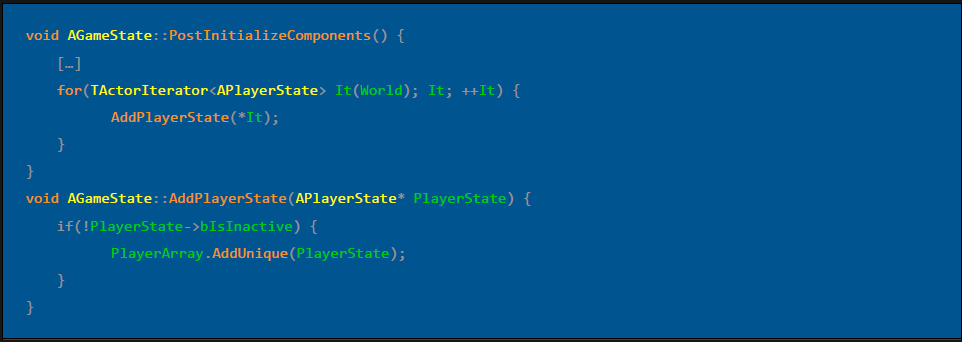 void AGameState::PostInitializeComponents() {
[…]
for(TActorIterator<APlayerState> It(World); It; ++It) {
AddPlayerState(*It);
}
}
void AGameState::AddPlayerState(APlayerState* PlayerState) {
if(!PlayerState->bIsInactive) {
PlayerArray.AddUnique(PlayerState);
}
}